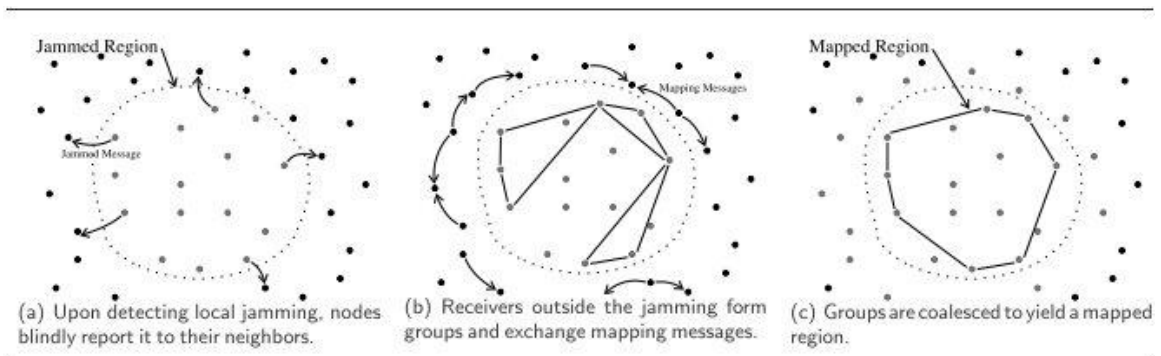 Jammed Region
Jammed Message
(a) Upon detecting local jamming, nodes
blindly report it to their neighbors.
Mapping Messages
(b) Receivers outside the jamming form
groups and exchange mapping messages.
Mapped Region
(c) Groups are coalesced to yield a mapped
region.